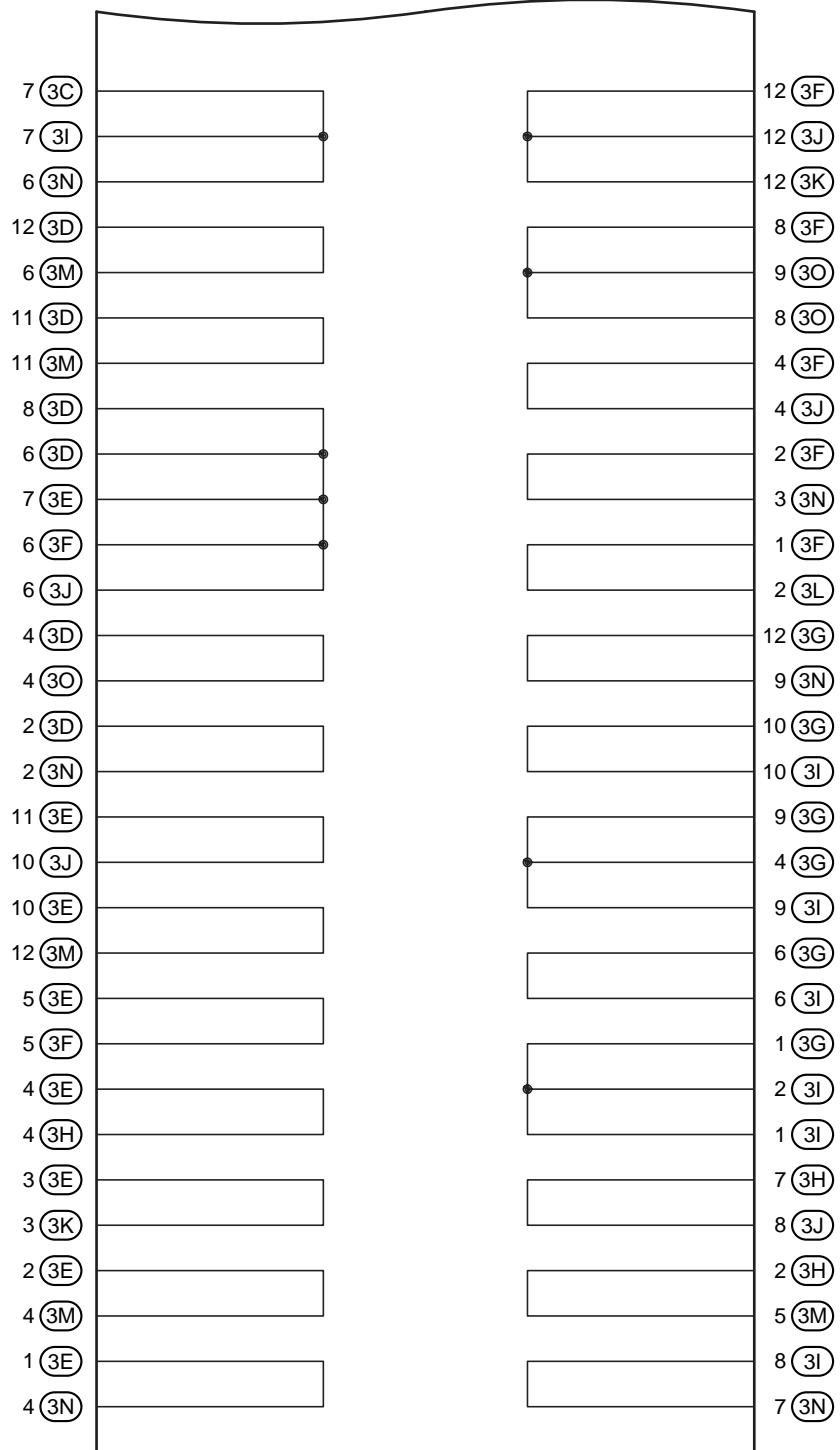 7 3C
7 3I
6 3N
12 3D
6 3M
11 3D
11 3M
8 3D
6 3D
7 3E
6 3F
6 3J
4 3D
4 3O
2 3D
2 3N
11 3E
10 3J
10 3E
12 3M
5 3E
5 3F
4 3E
4 3H
3 3E
3 3K
2 3E
4 3M
1 3E
4 3N
12 3F
12 3J
12 3K
8 3F
9 3O
8 3O
4 3F
4 3J
2 3F
3 3N
1 3F
2 3L
12 3G
9 3N
10 3G
10 3I
9 3G
4 3G
9 3I
6 3G
6 3I
1 3G
2 3I
1 3I
7 3H
8 3J
2 3H
5 3M
8 3I
7 3N